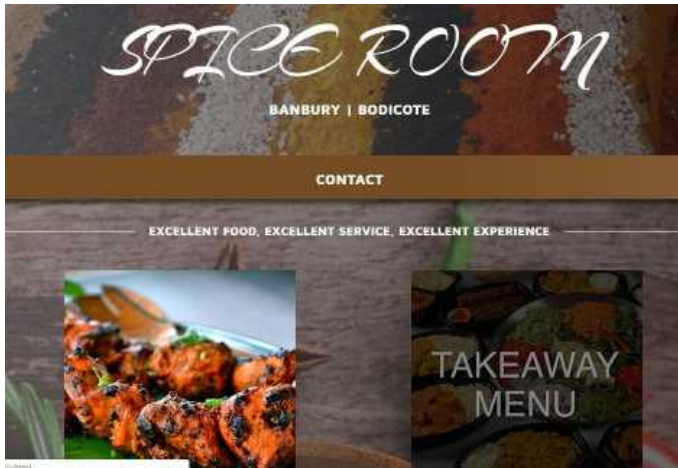 SPICE ROOM
BANBURY | BODICOTE
CONTACT
EXCELLENT FOOD, EXCELLENT SERVICE, EXCELLENT EXPERIENCE
TAKEAWAY
MENU